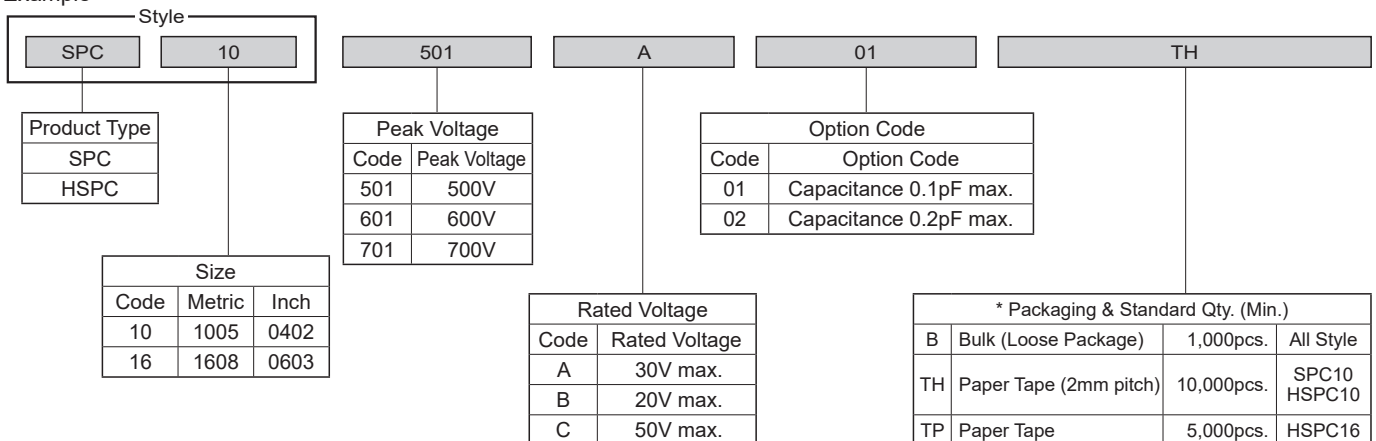 Style
SPC 10 501 A 01 TH
Product Type
SPC
HSPC
Size
Code Metric Inch
10 1005 0402
16 1608 0603
Peak Voltage
Code Peak Voltage
501 500V
601 600V
701 700V
Rated Voltage
Code Rated Voltage
A 30V max.
B 20V max.
C 50V max.
Option Code
Code Option Code
01 Capacitance 0.1pF max.
02 Capacitance 0.2pF max.
* Packaging & Standard Qty. (Min.)
B Bulk (Loose Package) 1,000pcs. All Style
TH Paper Tape (2mm pitch) 10,000pcs. SPC10
HSPC10
TP Paper Tape 5,000pcs. HSPC16